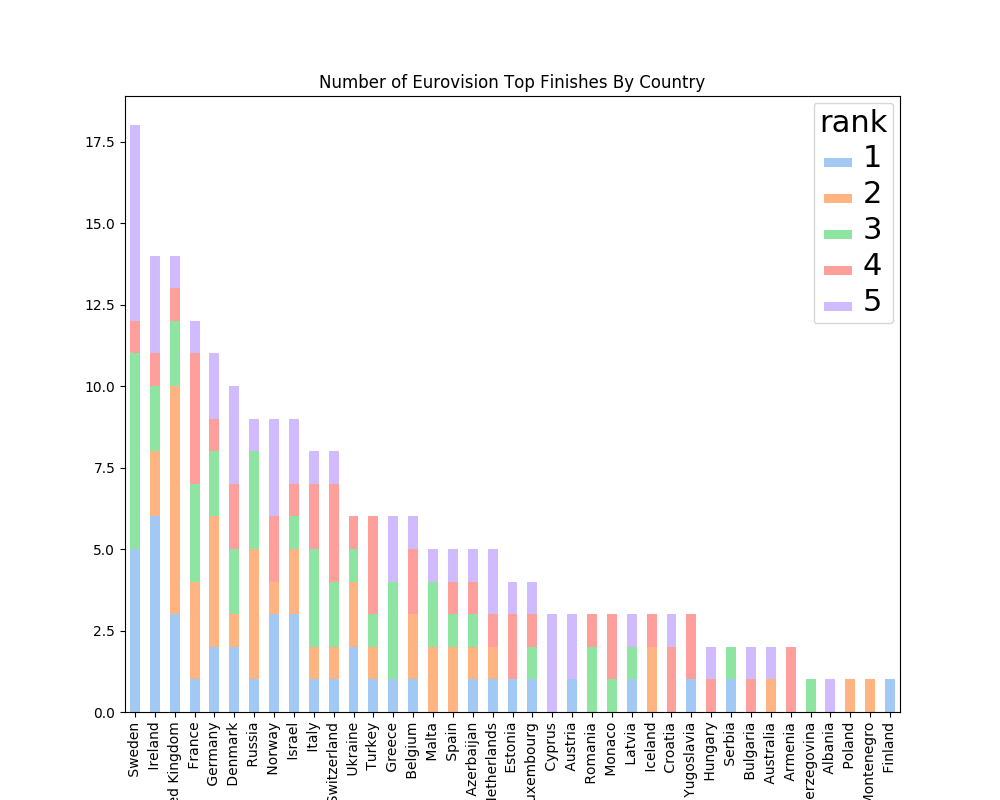 Number of Eurovision Top Finishes By Country
rank
1
2
3
4
5
17.5
15.0
12.5
10.0
7.5
5.0
2.5
0.0
Sweden
Ireland
ed Kingdom
France
Germany
Denmark
Russia
Norway
Israel
Italy
Switzerland
Ukraine
Turkey
Greece
Belgium
Malta
Spain
Azerbaijan
Netherlands
Estonia
uxembourg
Cyprus
Austria
Romania
Monaco
Latvia
Iceland
Croatia
Yugoslavia
Hungary
Serbia
Bulgaria
Australia
Armenia
erzegovina
Albania
Poland
Montenegro
Finland